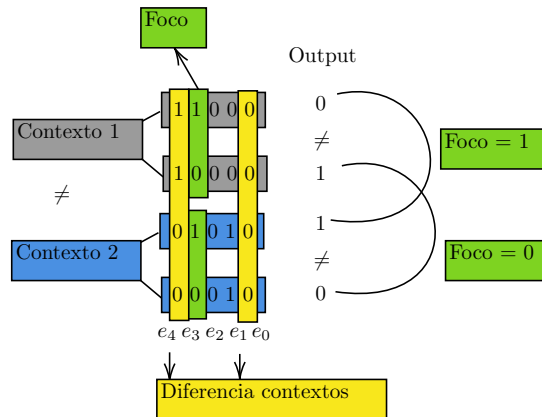 Foco
Output
1 1 0 0 0 0
Contexto 1 ≠ Foco = 1
1 0 0 0 0 1
≠
0 1 0 1 0 1
Contexto 2 ≠ Foco = 0
0 0 0 1 0 0
e₄ e₃ e₂ e₁ e₀
Diferencia contextos